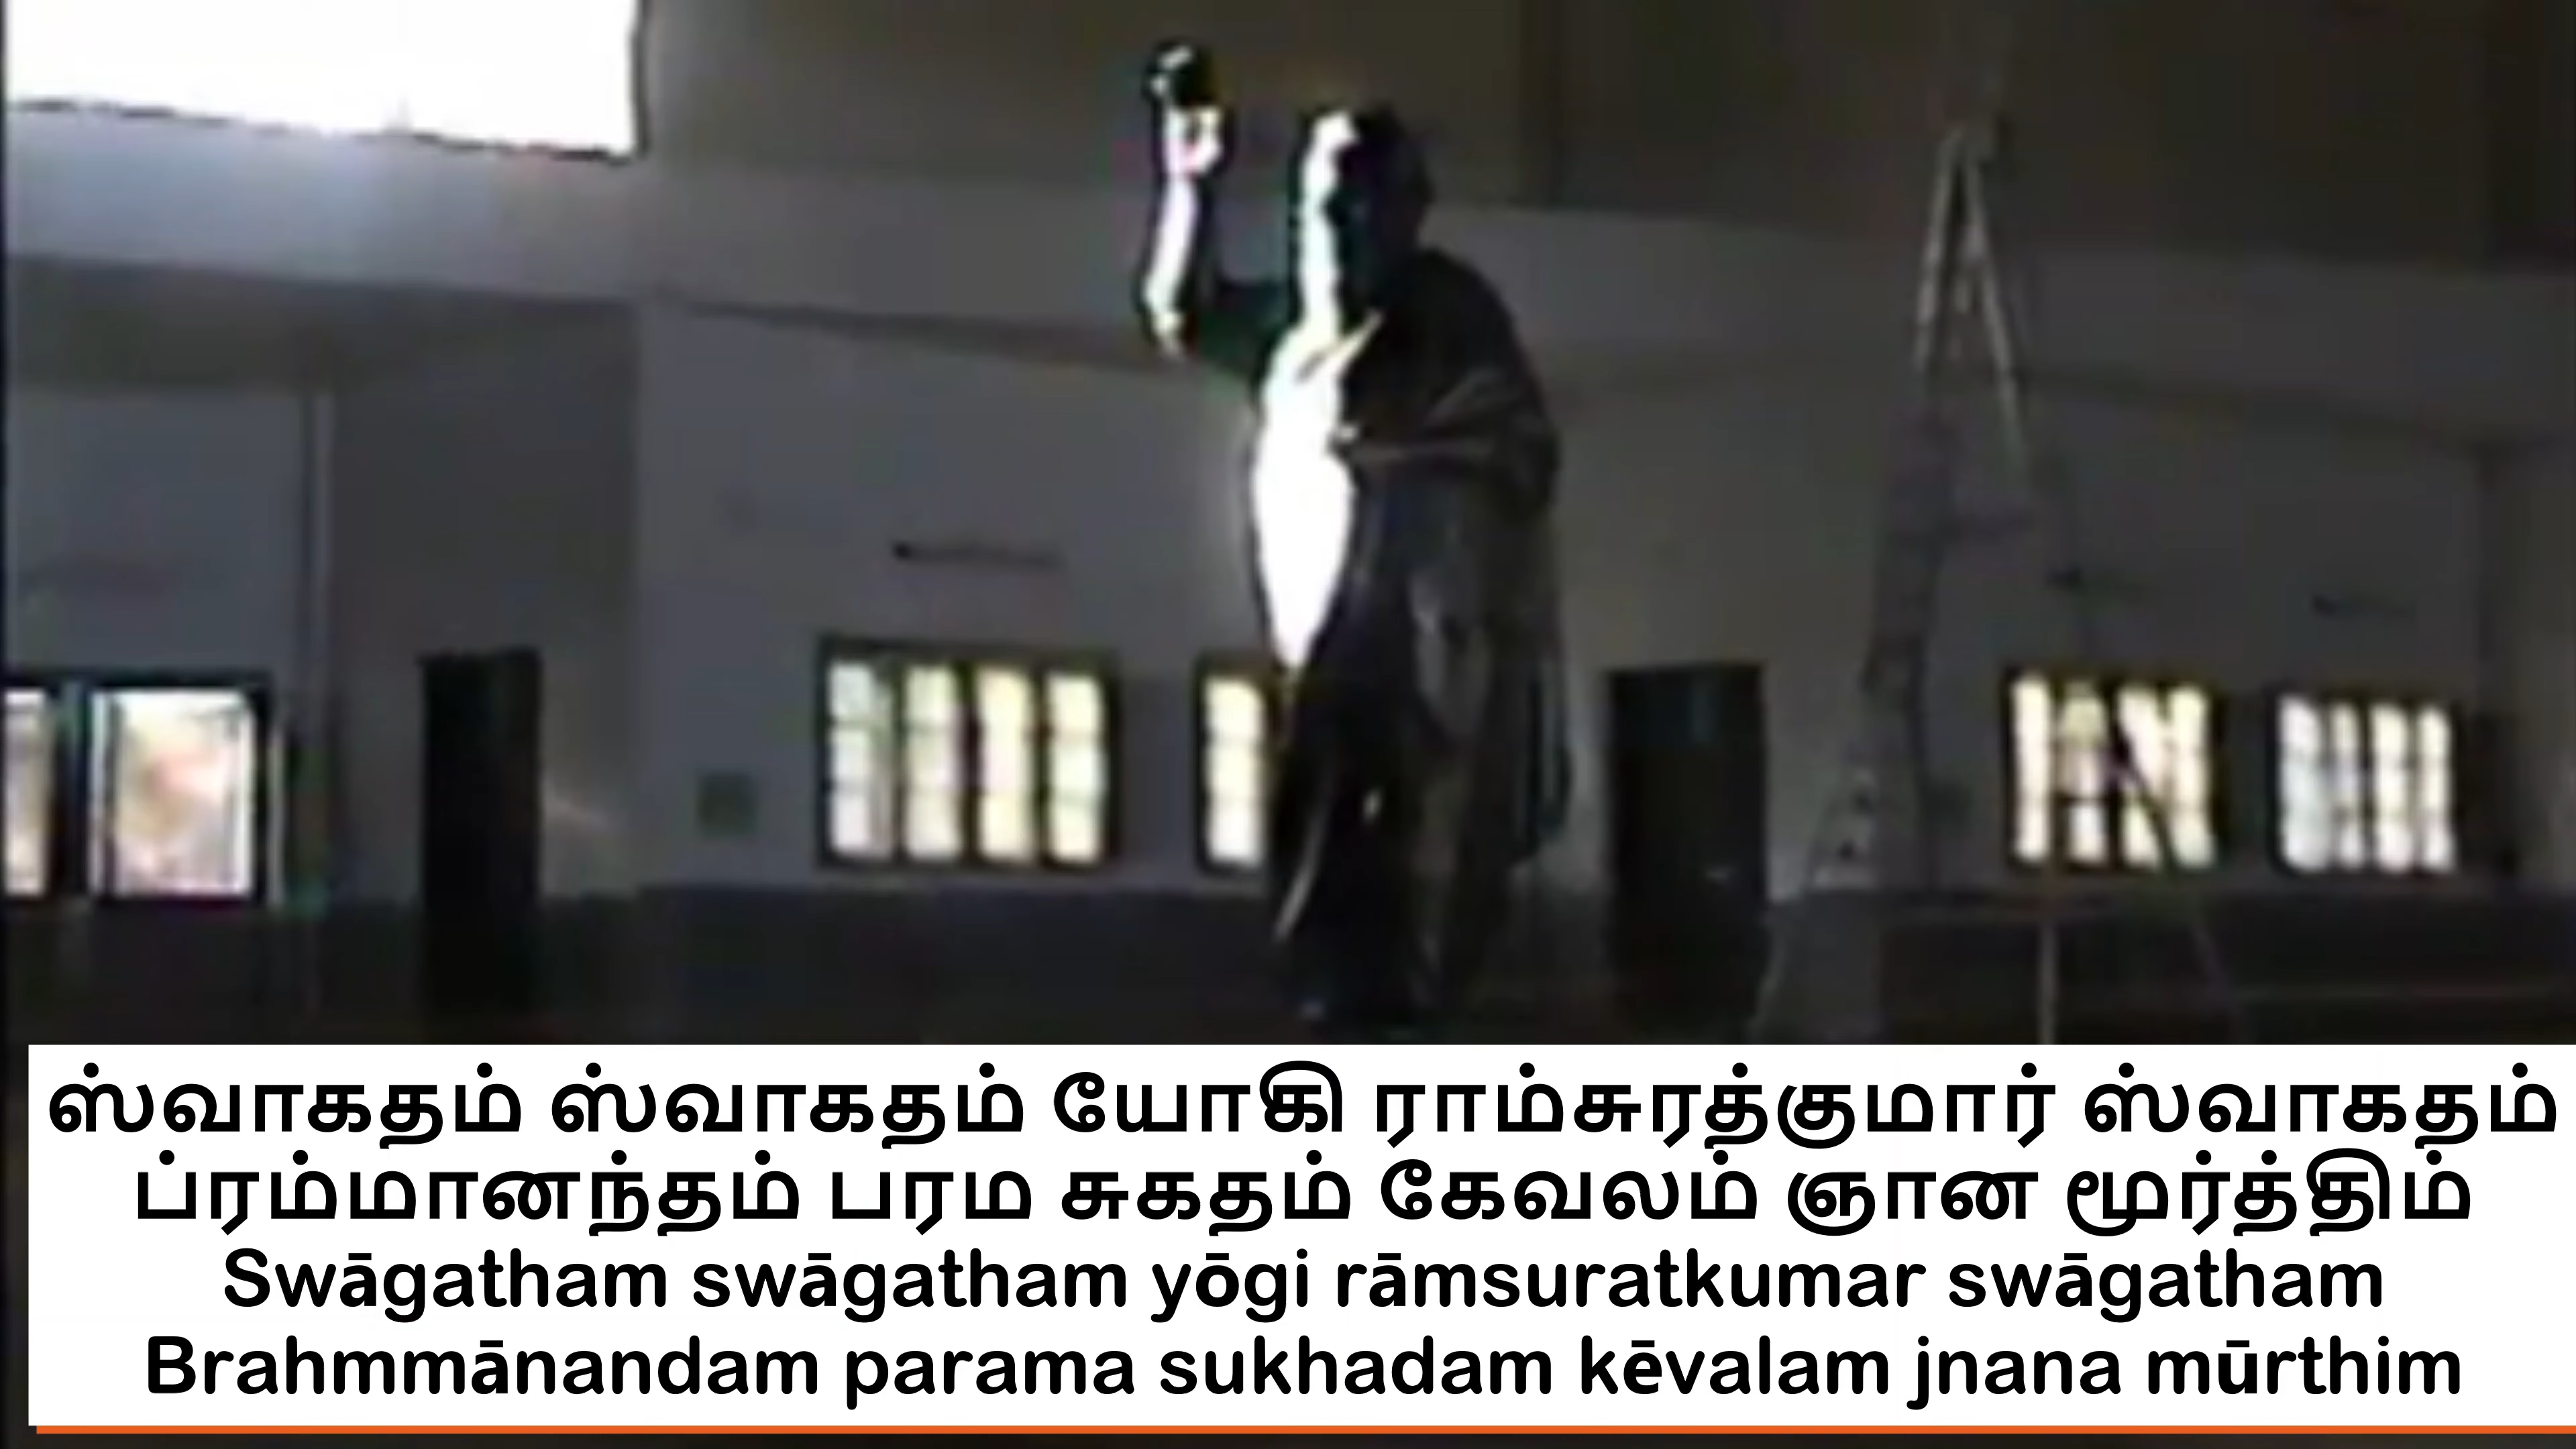 ஸ்வாகதம் ஸ்வாகதம் யோகி ராம்சுரத்குமார் ஸ்வாகதம்
ப்ரம்மானந்தம் பரம சுகதம் கேவலம் ஞான மூர்த்திம்
Swāgatham swāgatham yōgi rāmsuratkumar swāgatham
Brahmmānandam parama sukhadam kēvalam jnana mūrthim